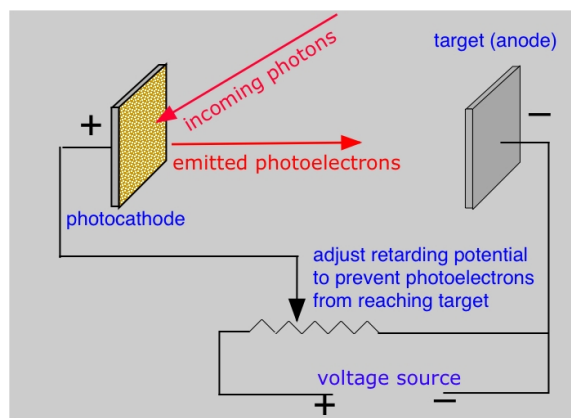 target (anode)
incoming photons
+
−
emitted photoelectrons
photocathode
adjust retarding potential
to prevent photoelectrons
from reaching target
voltage source
+
−